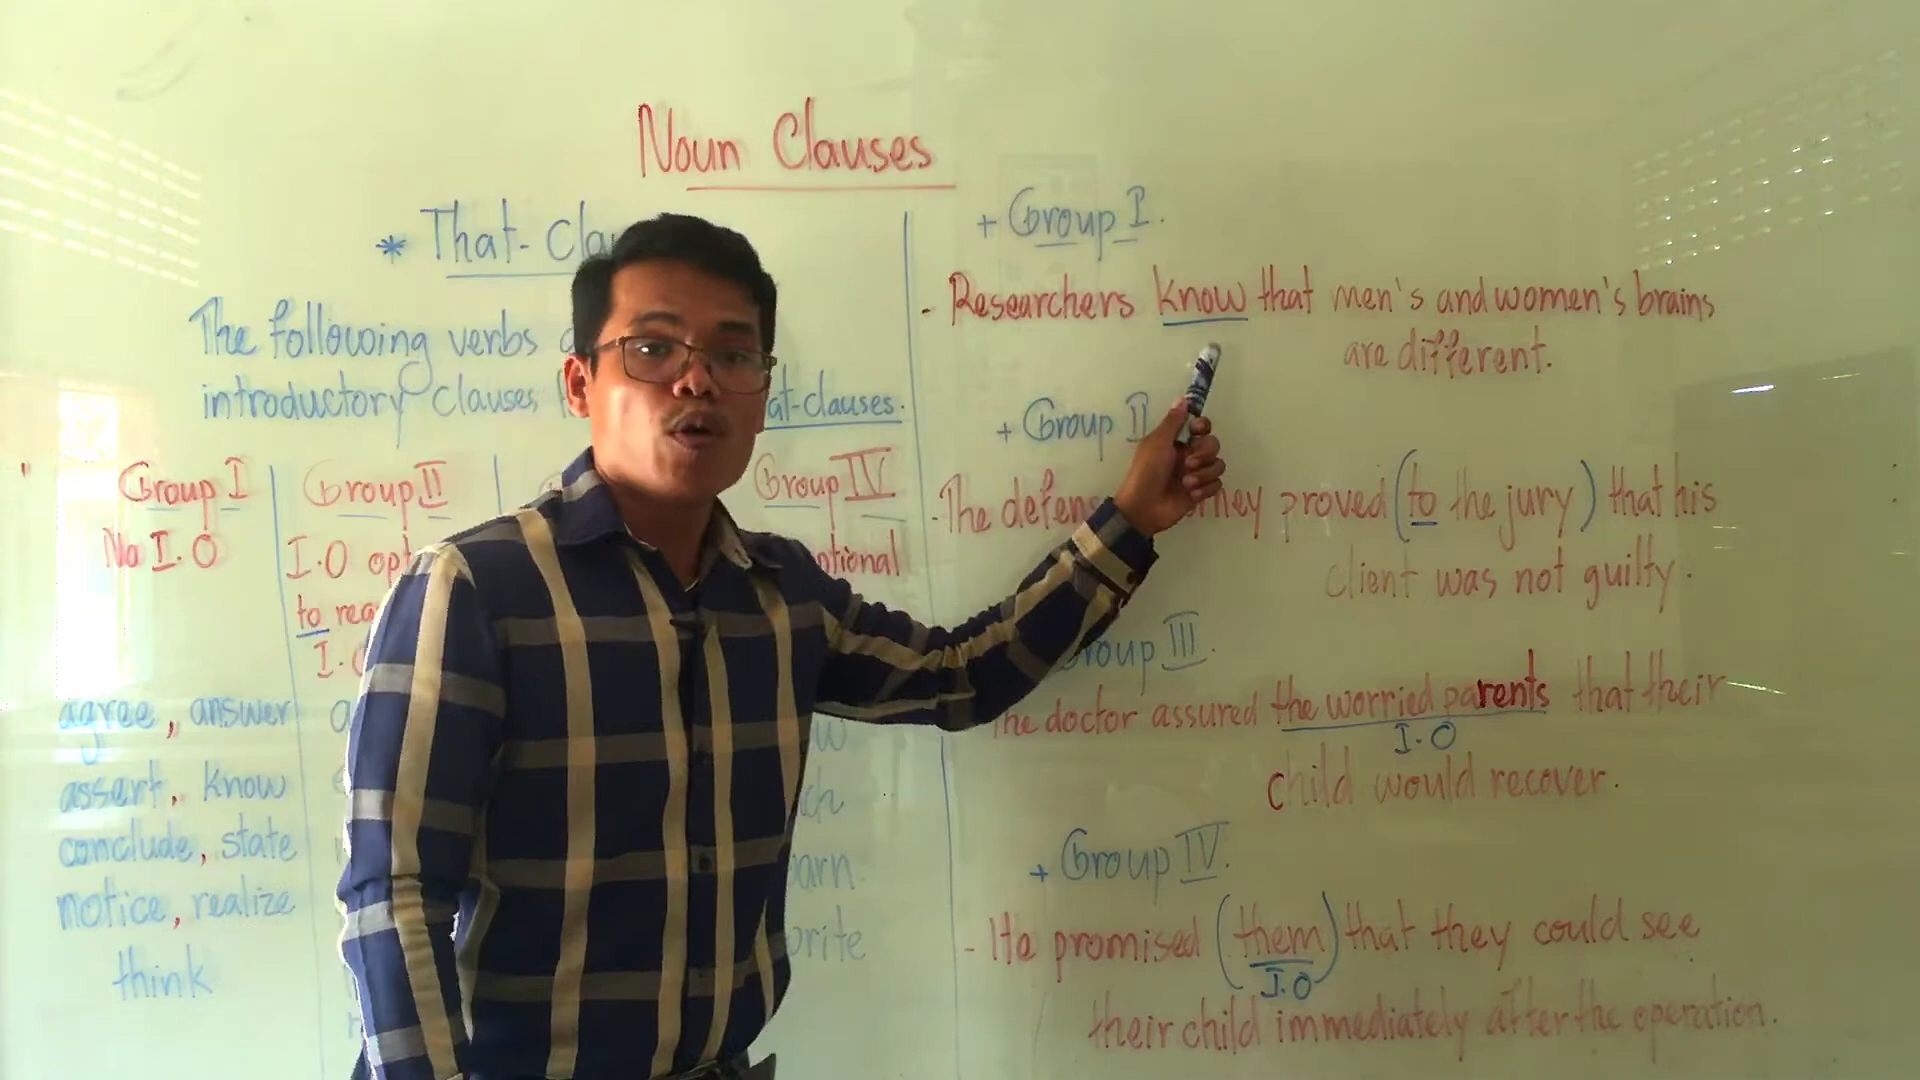 Noun Clauses
* That-
The following verbs
introductory clauses
at-clauses.
Group I
No I.O
agree, answer
assert, know
conclude, state
notice, realize
think
Group II
I.O
to
Group IV
+ Group I.
- Researchers know that men's and women's brains
are different.
+ Group II
- The proved (to the jury) that his
client was not guilty.
Group III.
The doctor assured the worried parents that their
I.O
child would recover.
+ Group IV.
- He promised (them) that they could see
I.O
their child immediately after the operation.